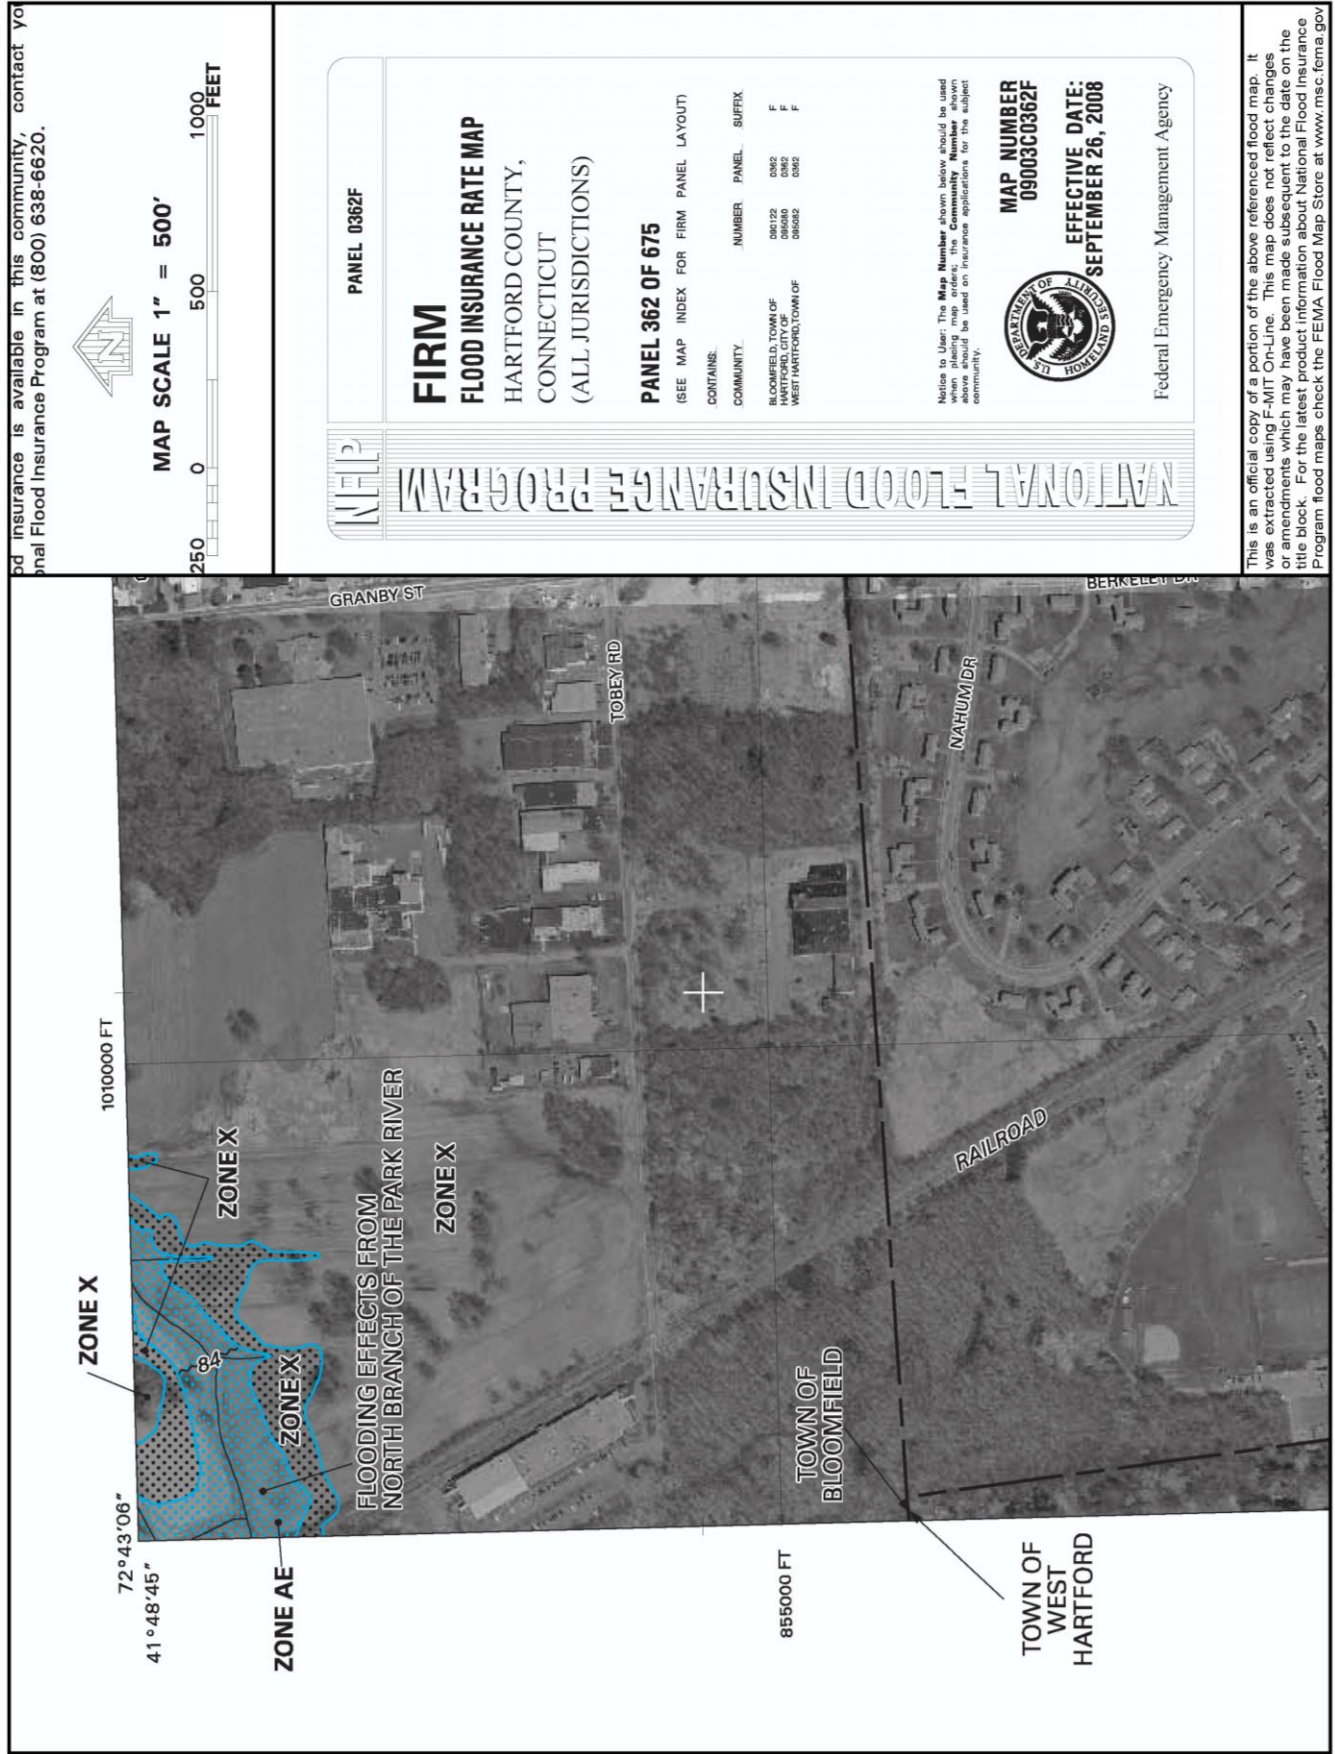 od insurance is available in this community, contact yo
onal Flood Insurance Program at (800) 638-6620.
N
MAP SCALE 1" = 500'
250 0 500 1000
FEET
NFIP
NATIONAL FLOOD INSURANCE PROGRAM
PANEL 0362F
FIRM
FLOOD INSURANCE RATE MAP
HARTFORD COUNTY,
CONNECTICUT
(ALL JURISDICTIONS)
PANEL 362 OF 675
(SEE MAP INDEX FOR FIRM PANEL LAYOUT)
CONTAINS:
COMMUNITY NUMBER PANEL SUFFIX
BLOOMFIELD, TOWN OF 090122 0362 F
HARTFORD, CITY OF 095080 0362 F
WEST HARTFORD, TOWN OF 095082 0362 F
Notice to User: The Map Number shown below should be used
when placing map orders; the Community Number shown
above should be used on insurance applications for the subject
community.
U.S. DEPARTMENT OF HOMELAND SECURITY
MAP NUMBER
09003C0362F
EFFECTIVE DATE:
SEPTEMBER 26, 2008
Federal Emergency Management Agency
This is an official copy of a portion of the above referenced flood map. It
was extracted using F-MIT On-Line. This map does not reflect changes
or amendments which may have been made subsequent to the date on the
title block. For the latest product information about National Flood Insurance
Program flood maps check the FEMA Flood Map Store at www.msc.fema.gov
72°43'06"
41°48'45"
ZONE X
1010000 FT
ZONE AE
84
ZONE X
ZONE X
FLOODING EFFECTS FROM
NORTH BRANCH OF THE PARK RIVER
ZONE X
GRANBY ST
TOBEY RD
855000 FT
TOWN OF
BLOOMFIELD
NAHUM DR
RAILROAD
TOWN OF
WEST
HARTFORD